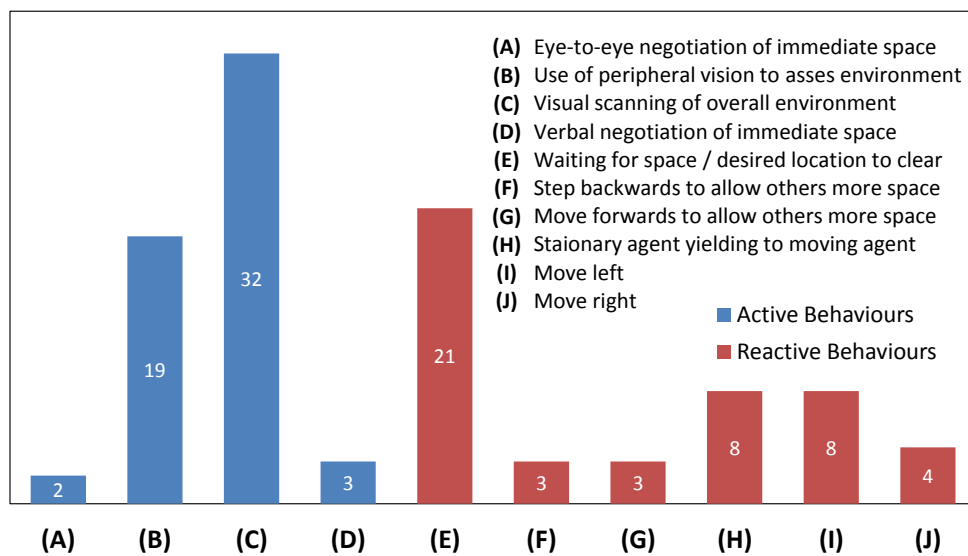 (A) Eye-to-eye negotiation of immediate space
(B) Use of peripheral vision to asses environment
(C) Visual scanning of overall environment
(D) Verbal negotiation of immediate space
(E) Waiting for space / desired location to clear
(F) Step backwards to allow others more space
(G) Move forwards to allow others more space
(H) Staionary agent yielding to moving agent
(I) Move left
(J) Move right
Active Behaviours
Reactive Behaviours
2 19 32 3 21 3 3 8 8 4
(A) (B) (C) (D) (E) (F) (G) (H) (I) (J)